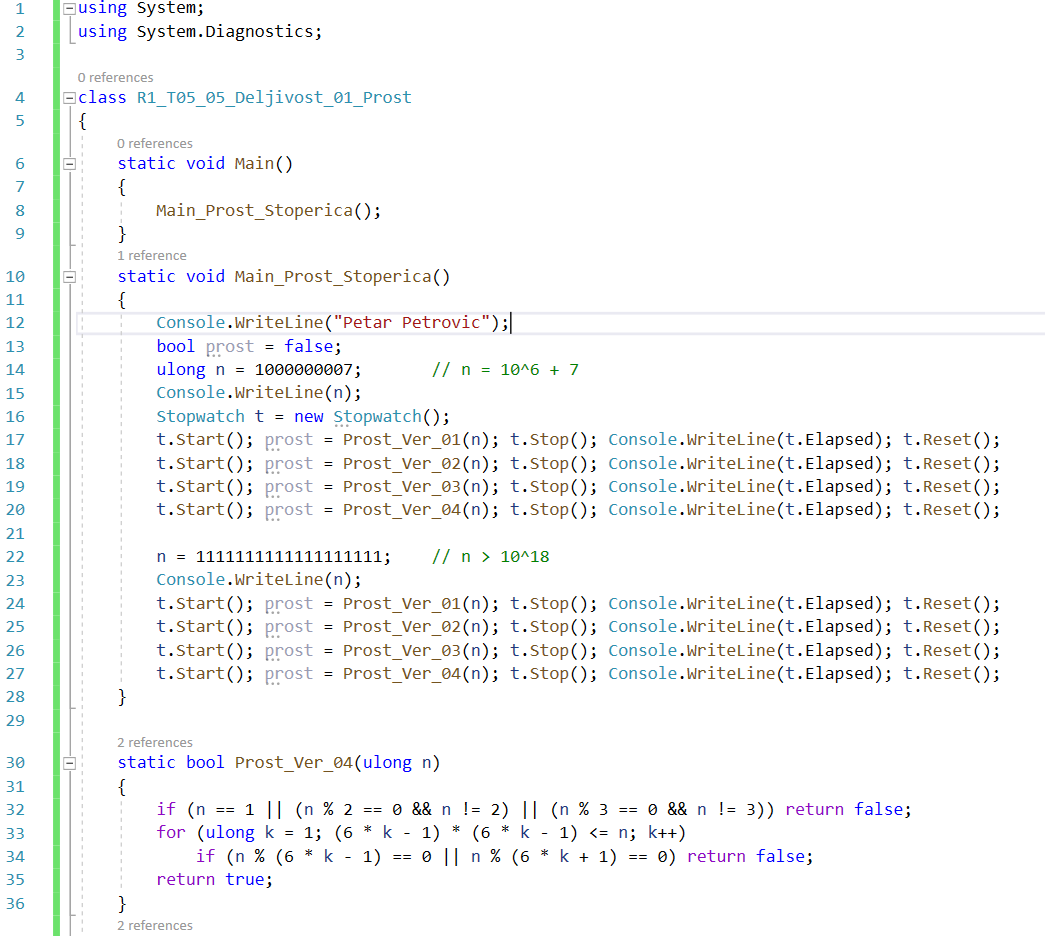 1 using System;
2 using System.Diagnostics;
3
0 references
4 class R1_T05_05_Deljivost_01_Prost
5 {
0 references
6 static void Main()
7 {
8 Main_Prost_Stoperica();
9 }
1 reference
10 static void Main_Prost_Stoperica()
11 {
12 Console.WriteLine("Petar Petrovic");
13 bool prost = false;
14 ulong n = 1000000007; // n = 10^6 + 7
15 Console.WriteLine(n);
16 Stopwatch t = new Stopwatch();
17 t.Start(); prost = Prost_Ver_01(n); t.Stop(); Console.WriteLine(t.Elapsed); t.Reset();
18 t.Start(); prost = Prost_Ver_02(n); t.Stop(); Console.WriteLine(t.Elapsed); t.Reset();
19 t.Start(); prost = Prost_Ver_03(n); t.Stop(); Console.WriteLine(t.Elapsed); t.Reset();
20 t.Start(); prost = Prost_Ver_04(n); t.Stop(); Console.WriteLine(t.Elapsed); t.Reset();
21
22 n = 1111111111111111111; // n > 10^18
23 Console.WriteLine(n);
24 t.Start(); prost = Prost_Ver_01(n); t.Stop(); Console.WriteLine(t.Elapsed); t.Reset();
25 t.Start(); prost = Prost_Ver_02(n); t.Stop(); Console.WriteLine(t.Elapsed); t.Reset();
26 t.Start(); prost = Prost_Ver_03(n); t.Stop(); Console.WriteLine(t.Elapsed); t.Reset();
27 t.Start(); prost = Prost_Ver_04(n); t.Stop(); Console.WriteLine(t.Elapsed); t.Reset();
28 }
29
2 references
30 static bool Prost_Ver_04(ulong n)
31 {
32 if (n == 1 || (n % 2 == 0 && n != 2) || (n % 3 == 0 && n != 3)) return false;
33 for (ulong k = 1; (6 * k - 1) * (6 * k - 1) <= n; k++)
34 if (n % (6 * k - 1) == 0 || n % (6 * k + 1) == 0) return false;
35 return true;
36 }
2 references